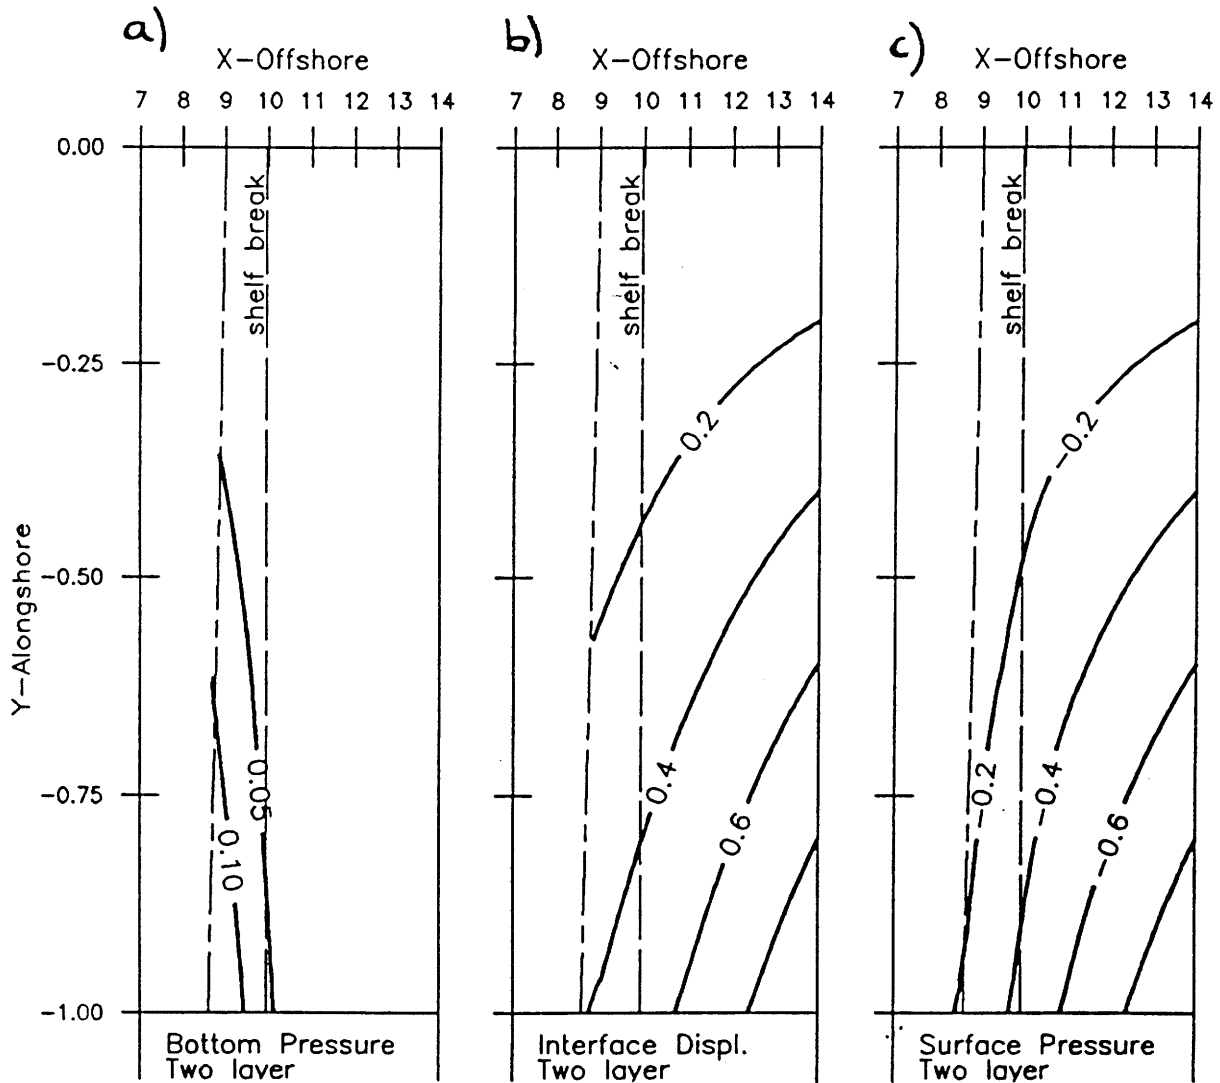 a)
X-Offshore
7 8 9 10 11 12 13 14
0.00
-0.25
-0.50
-0.75
-1.00
Y-Alongshore
shelf break
0.05
0.10
Bottom Pressure
Two layer
b)
X-Offshore
7 8 9 10 11 12 13 14
shelf break
0.2
0.4
0.6
Interface Displ.
Two layer
c)
X-Offshore
7 8 9 10 11 12 13 14
shelf break
-0.2
-0.2
-0.4
-0.6
Surface Pressure
Two layer